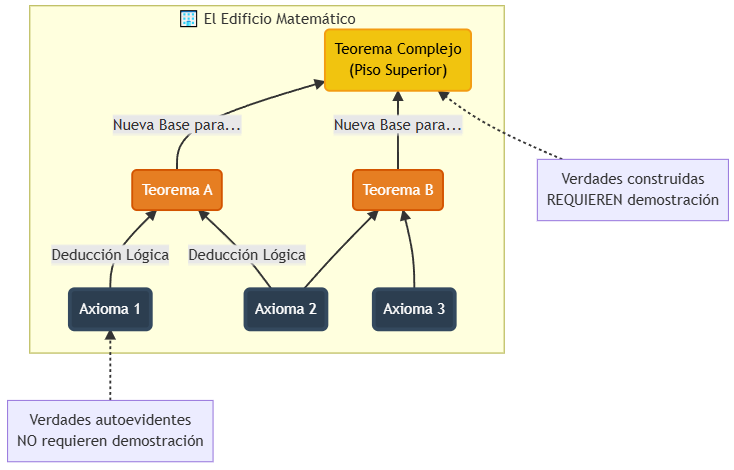 🏢 El Edificio Matemático
Teorema Complejo
(Piso Superior)
Nueva Base para...
Nueva Base para...
Verdades construidas
REQUIEREN demostración
Teorema A
Teorema B
Deducción Lógica
Deducción Lógica
Axioma 1
Axioma 2
Axioma 3
Verdades autoevidentes
NO requieren demostración